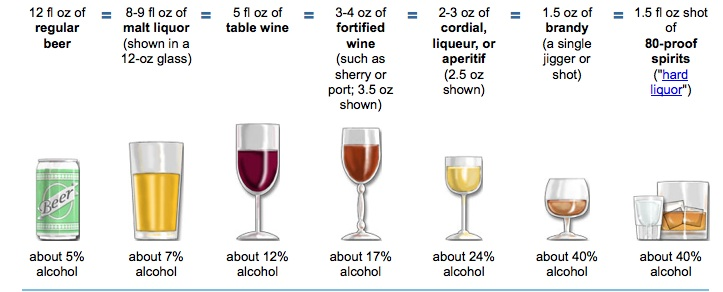 12 fl oz of
regular
beer
=
8-9 fl oz of
malt liquor
(shown in a
12-oz glass)
=
5 fl oz of
table wine
=
3-4 oz of
fortified
wine
(such as
sherry or
port; 3.5 oz
shown)
=
2-3 oz of
cordial,
liqueur, or
aperitif
(2.5 oz
shown)
=
1.5 oz of
brandy
(a single
jigger or
shot)
=
1.5 fl oz shot
of
80-proof
spirits
("hard
liquor")
Beer
about 5%
alcohol
about 7%
alcohol
about 12%
alcohol
about 17%
alcohol
about 24%
alcohol
about 40%
alcohol
about 40%
alcohol